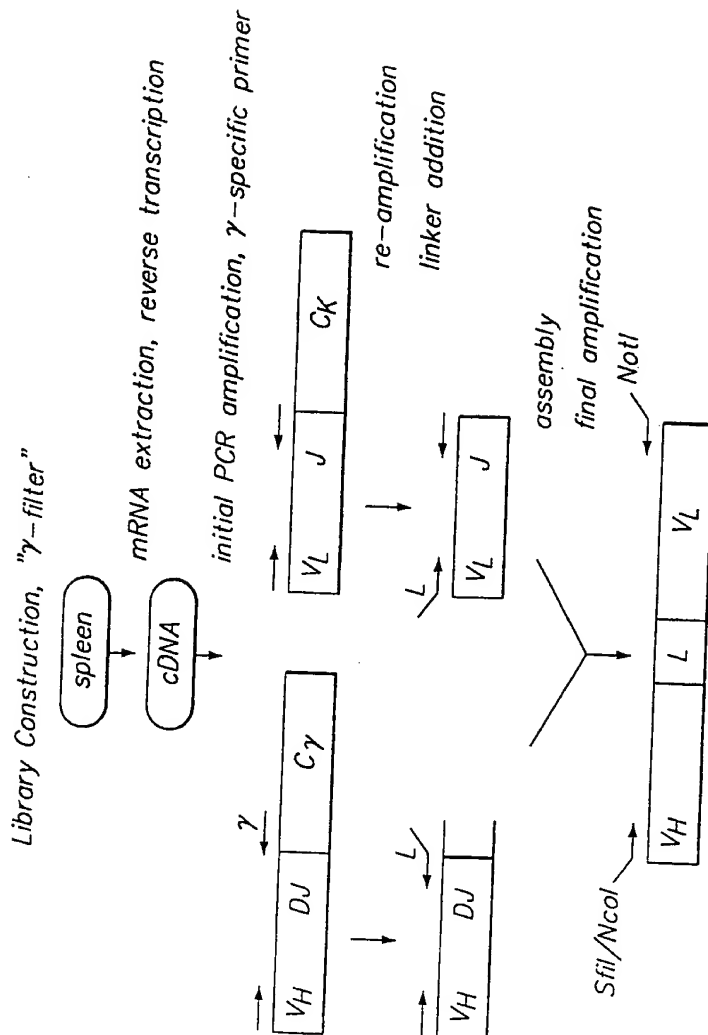 Library Construction, "γ-filter"
spleen
mRNA extraction, reverse transcription
cDNA
initial PCR amplification, γ-specific primer
γ
VH DJ Cγ
VL J CK
re-amplification
linker addition
L
VH DJ
L
VL J
assembly
final amplification
SfiI/NcoI
NotI
VH L VL